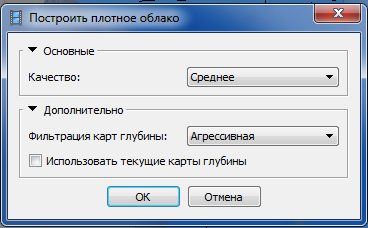 Построить плотное облако
Основные
Качество: Среднее
Дополнительно
Фильтрация карт глубины: Агрессивная
Использовать текущие карты глубины
OK Отмена